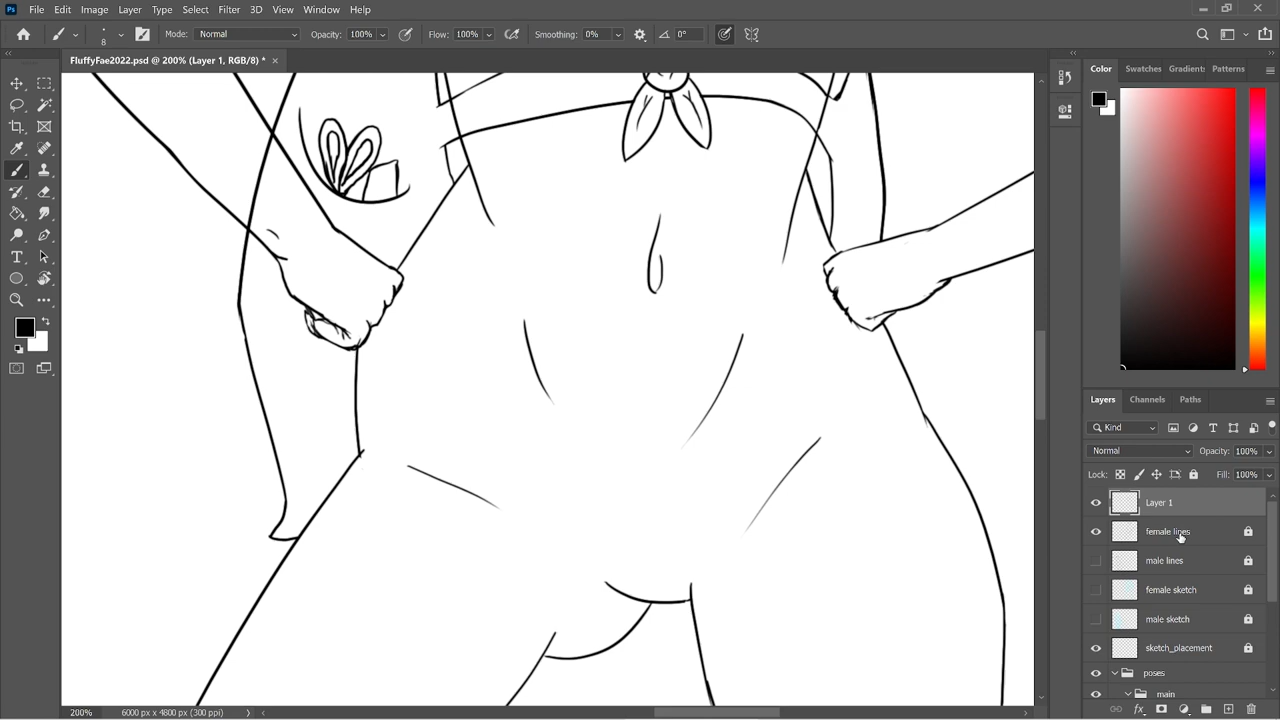 Ps File Edit Image Layer Type Select Filter 3D View Window Help
8 Mode: Normal Opacity: 100% Flow: 100% Smoothing: 0% 0°
FluffyFae2022.psd @ 200% (Layer 1, RGB/8) *
Color Swatches Gradients Patterns
Layers Channels Paths
Kind
Normal Opacity: 100%
Lock: Fill: 100%
Layer 1
female lines
male lines
female sketch
male sketch
sketch_placement
poses
main
200% 6000 px x 4800 px (300 ppi)